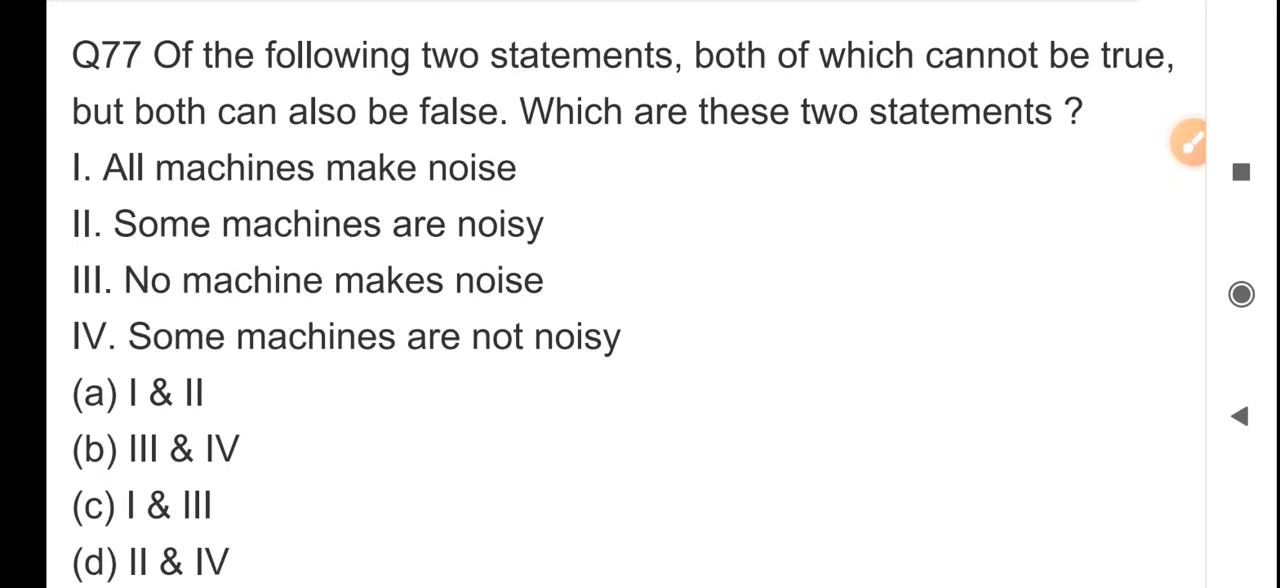 Q77 Of the following two statements, both of which cannot be true,
but both can also be false. Which are these two statements ?
I. All machines make noise
II. Some machines are noisy
III. No machine makes noise
IV. Some machines are not noisy
(a) I & II
(b) III & IV
(c) I & III
(d) II & IV